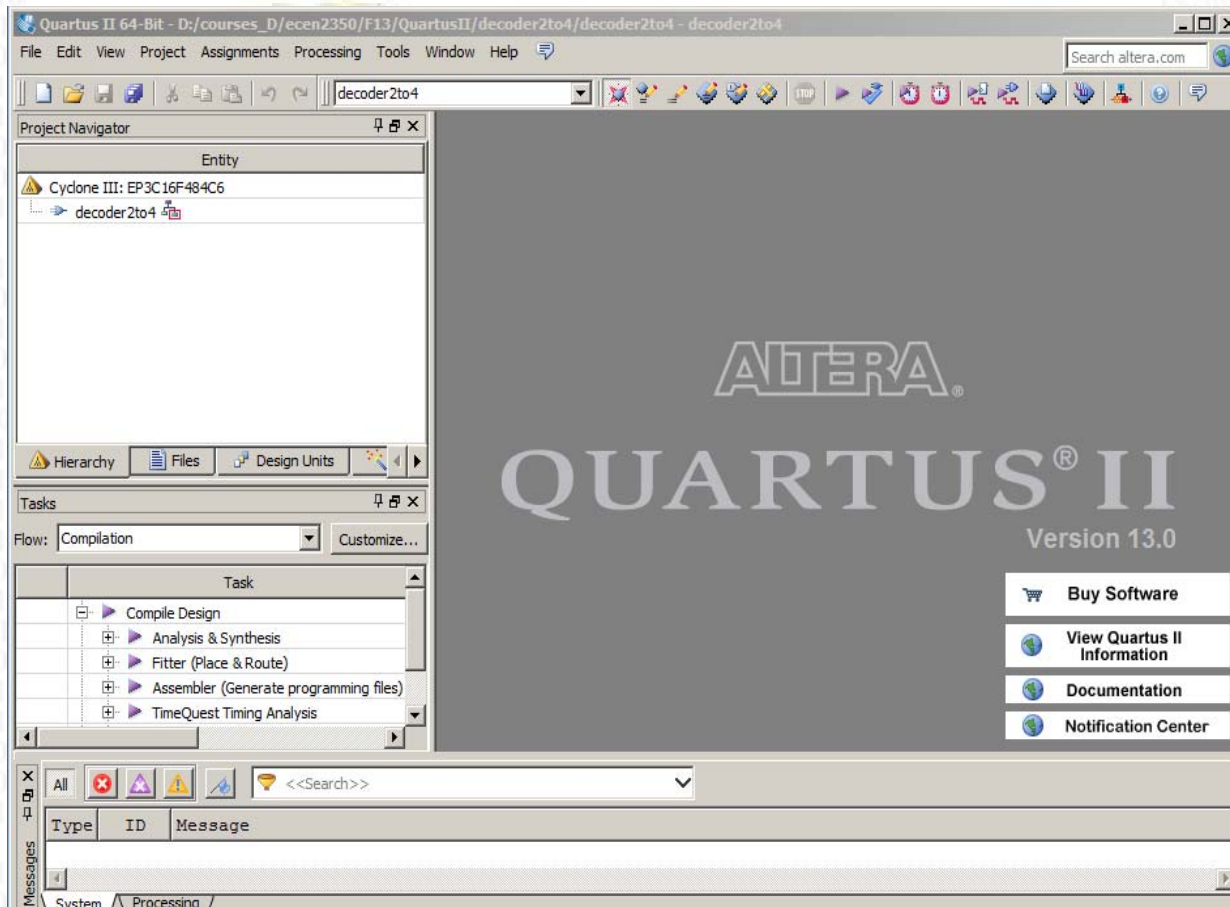 Quartus II 64-Bit - D:/courses_D/ecen2350/F13/QuartusII/decoder2to4/decoder2to4 - decoder2to4
File Edit View Project Assignments Processing Tools Window Help
Search altera.com
decoder2to4
Project Navigator
Entity
Cyclone III: EP3C16F484C6
decoder2to4
Hierarchy Files Design Units
Tasks
Flow: Compilation Customize...
Task
Compile Design
Analysis & Synthesis
Fitter (Place & Route)
Assembler (Generate programming files)
TimeQuest Timing Analysis
ALTERA®
QUARTUS® II
Version 13.0
Buy Software
View Quartus II
Information
Documentation
Notification Center
All <<Search>>
Type ID Message
Messages
System Processing